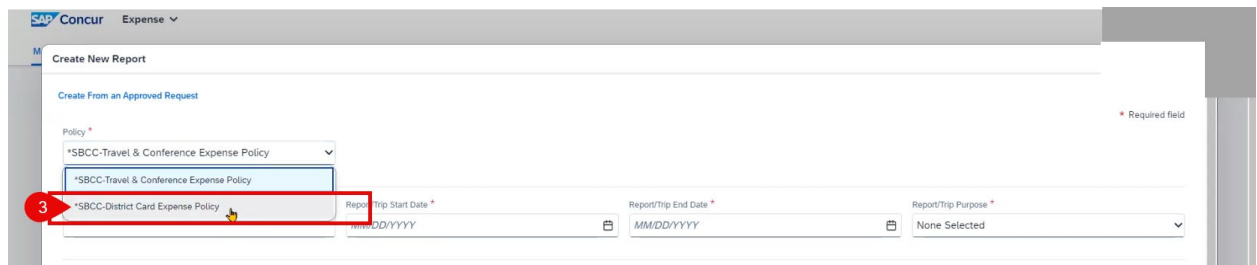 SAP Concur Expense
M
Create New Report
Create From an Approved Request
* Required field
Policy *
*SBCC-Travel & Conference Expense Policy
*SBCC-Travel & Conference Expense Policy
3 *SBCC-District Card Expense Policy
Report/Trip Start Date * Report/Trip End Date * Report/Trip Purpose *
MM/DD/YYYY MM/DD/YYYY None Selected